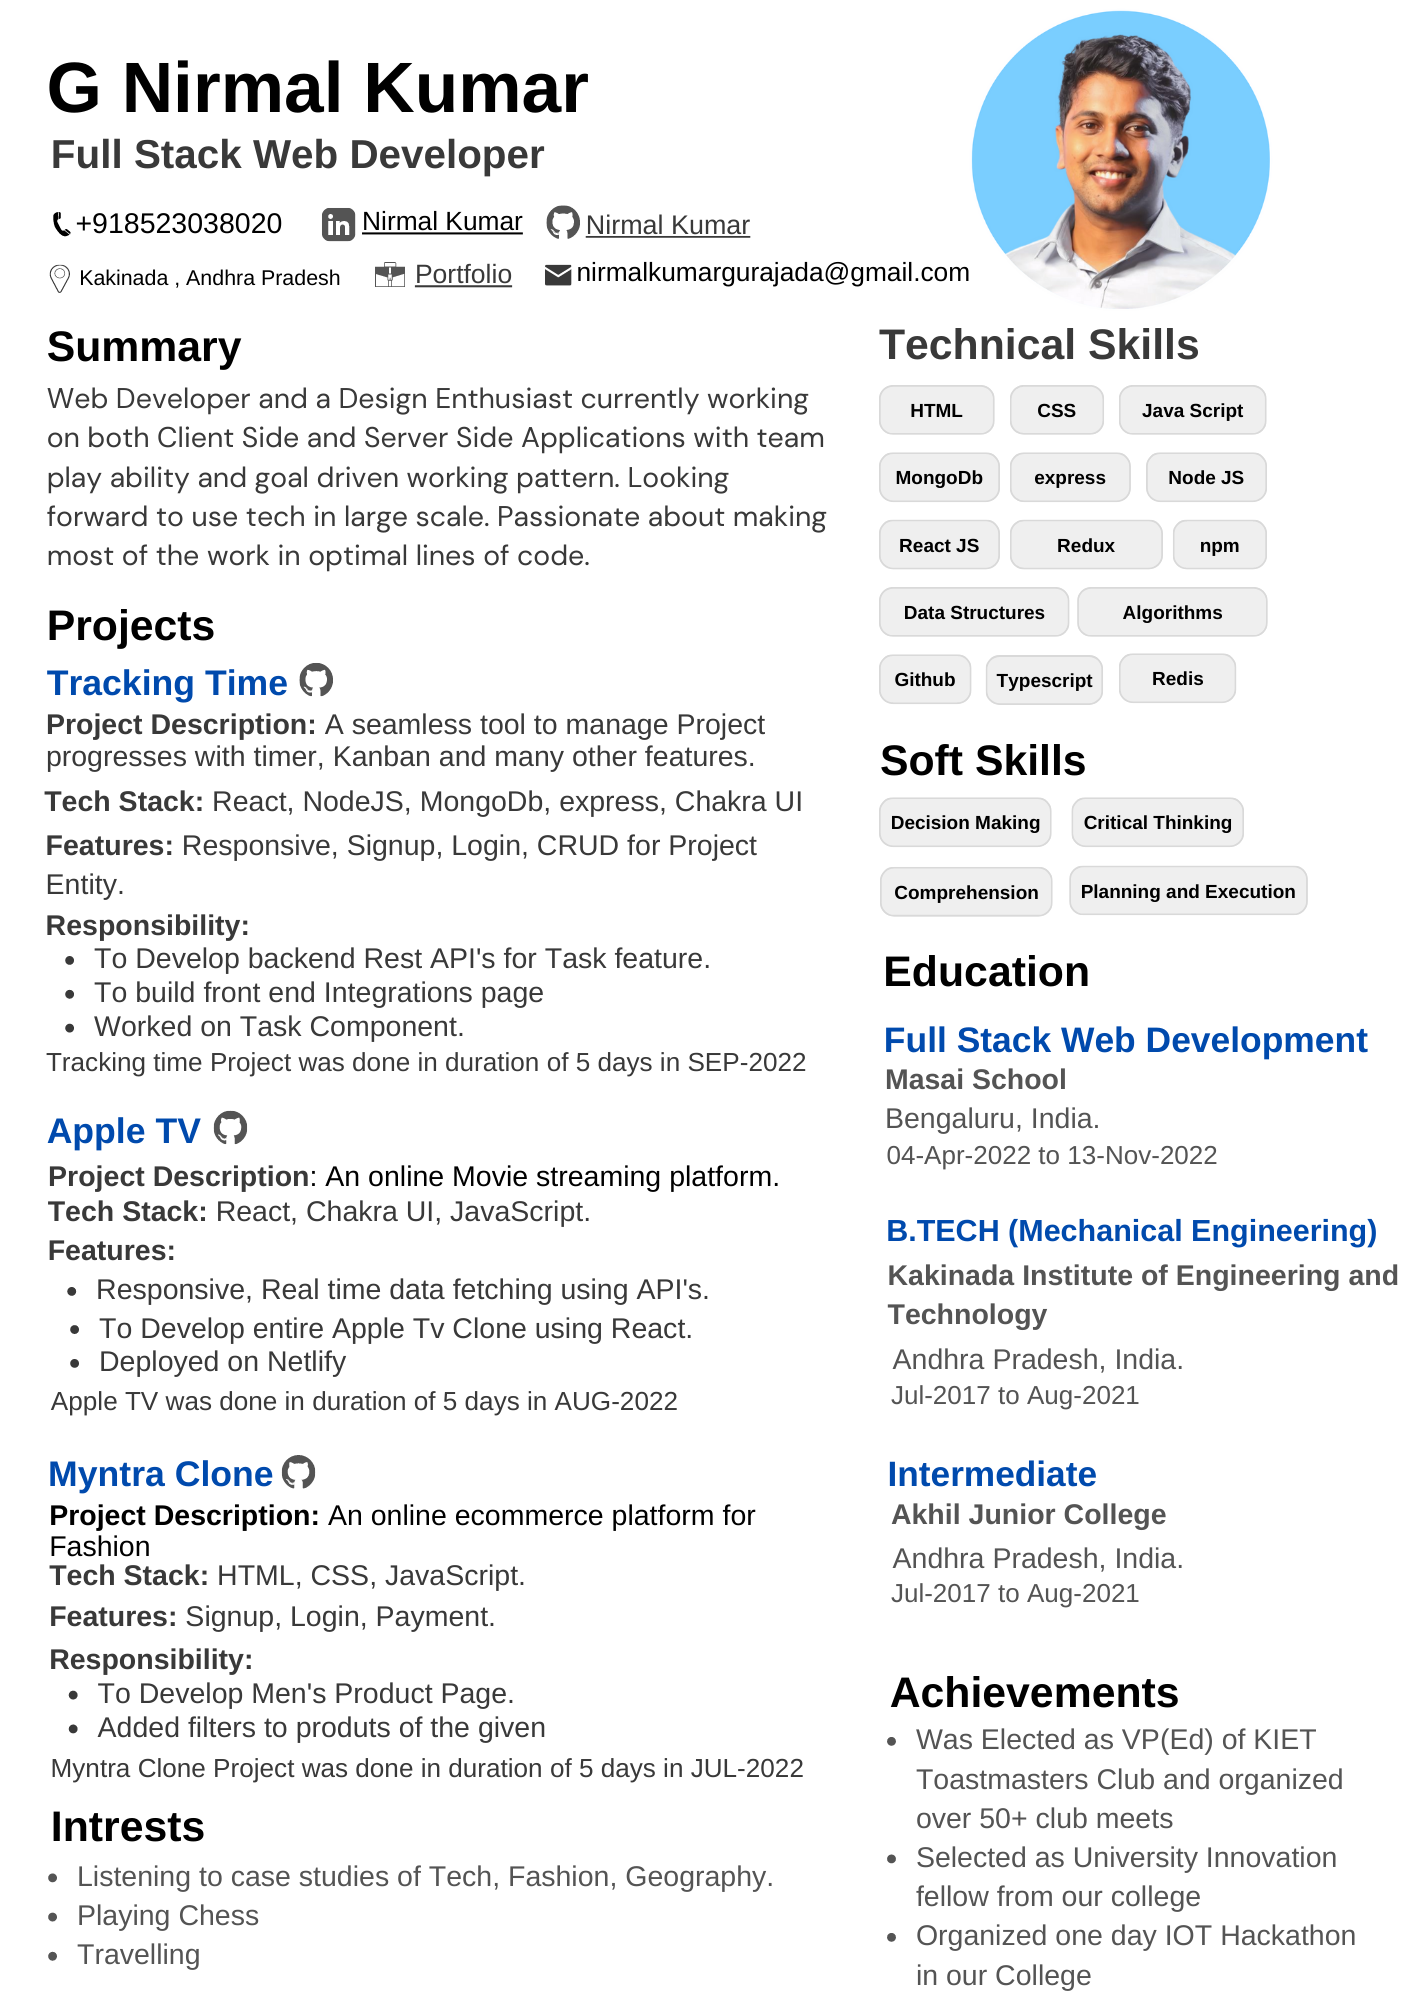 G Nirmal Kumar
Full Stack Web Developer
+918523038020
in Nirmal Kumar
Nirmal Kumar
Kakinada , Andhra Pradesh
Portfolio
nirmalkumargurajada@gmail.com
Summary
Web Developer and a Design Enthusiast currently working
on both Client Side and Server Side Applications with team
play ability and goal driven working pattern. Looking
forward to use tech in large scale. Passionate about making
most of the work in optimal lines of code.
Projects
Tracking Time
Project Description: A seamless tool to manage Project
progresses with timer, Kanban and many other features.
Tech Stack: React, NodeJS, MongoDb, express, Chakra UI
Features: Responsive, Signup, Login, CRUD for Project
Entity.
Responsibility:
• To Develop backend Rest API's for Task feature.
• To build front end Integrations page
• Worked on Task Component.
Tracking time Project was done in duration of 5 days in SEP-2022
Apple TV
Project Description: An online Movie streaming platform.
Tech Stack: React, Chakra UI, JavaScript.
Features:
• Responsive, Real time data fetching using API's.
• To Develop entire Apple Tv Clone using React.
• Deployed on Netlify
Apple TV was done in duration of 5 days in AUG-2022
Myntra Clone
Project Description: An online ecommerce platform for
Fashion
Tech Stack: HTML, CSS, JavaScript.
Features: Signup, Login, Payment.
Responsibility:
• To Develop Men's Product Page.
• Added filters to produts of the given
Myntra Clone Project was done in duration of 5 days in JUL-2022
Intrests
• Listening to case studies of Tech, Fashion, Geography.
• Playing Chess
• Travelling
Technical Skills
HTML CSS Java Script
MongoDb express Node JS
React JS Redux npm
Data Structures Algorithms
Github Typescript Redis
Soft Skills
Decision Making Critical Thinking
Comprehension Planning and Execution
Education
Full Stack Web Development
Masai School
Bengaluru, India.
04-Apr-2022 to 13-Nov-2022
B.TECH (Mechanical Engineering)
Kakinada Institute of Engineering and
Technology
Andhra Pradesh, India.
Jul-2017 to Aug-2021
Intermediate
Akhil Junior College
Andhra Pradesh, India.
Jul-2017 to Aug-2021
Achievements
• Was Elected as VP(Ed) of KIET
Toastmasters Club and organized
over 50+ club meets
• Selected as University Innovation
fellow from our college
• Organized one day IOT Hackathon
in our College